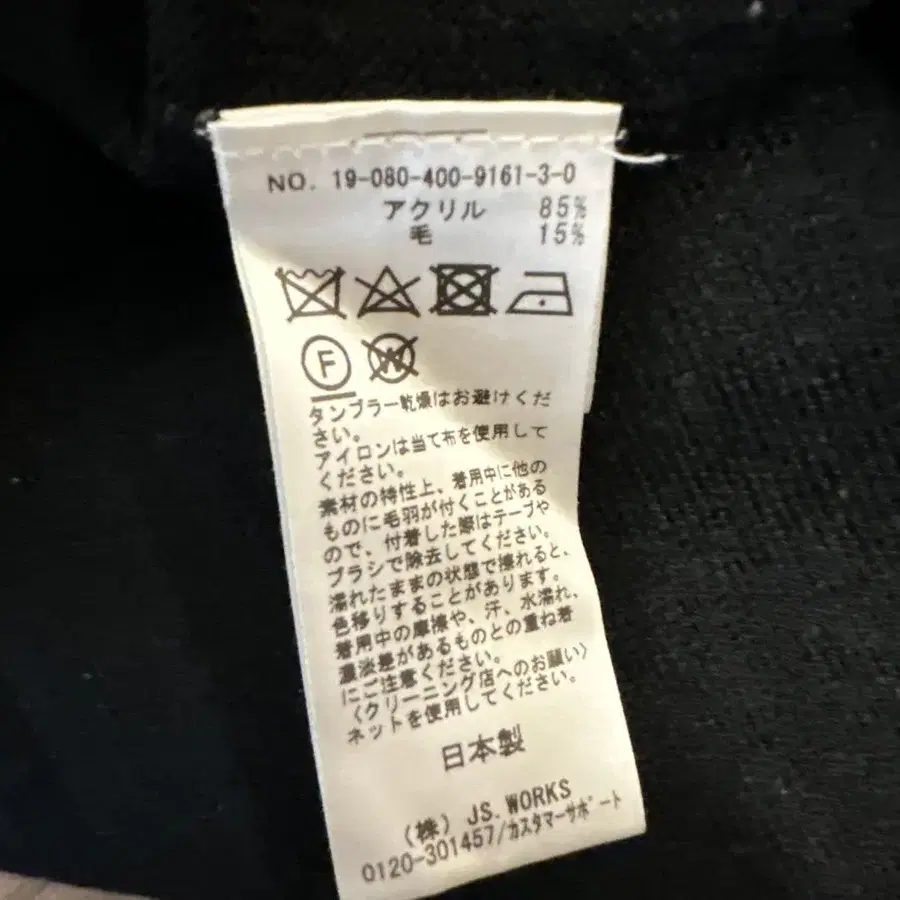 NO. 19-080-400-9161-3-0
アクリル 85%
毛 15%
F
W
タンブラー乾燥はお避けくだ
さい。
アイロンは当て布を使用して
ください。
素材の特性上、着用中に他の
ものに毛羽が付くことがある
ので、付着した際はテープや
ブラシで除去してください。
濡れたままの状態で擦れると、
色移りすることがあります。
着用中の摩擦や、汗、水濡れ、
濃淡差があるものとの重ね着
にご注意ください。
〈クリーニング店へのお願い〉
ネットを使用してください。
日本製
(株) JS.WORKS
0120-301457/カスタマーサポート